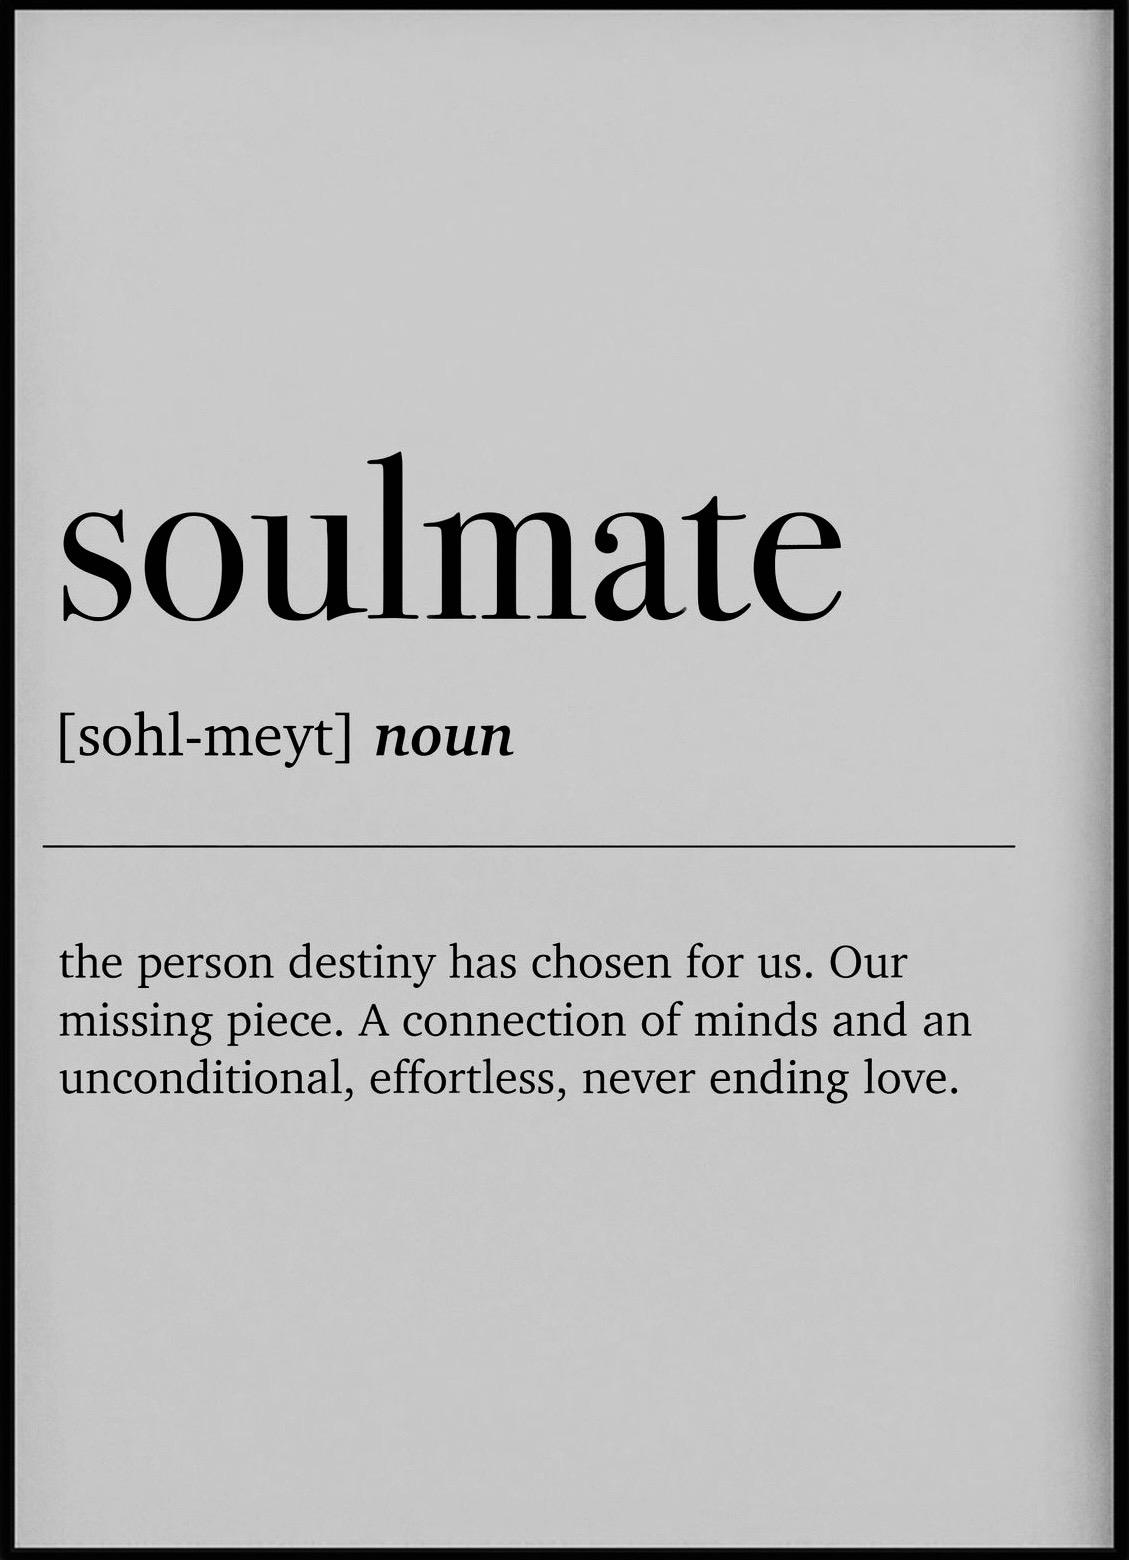 soulmate
[sohl-meyt] noun
the person destiny has chosen for us. Our
missing piece. A connection of minds and an
unconditional, effortless, never ending love.